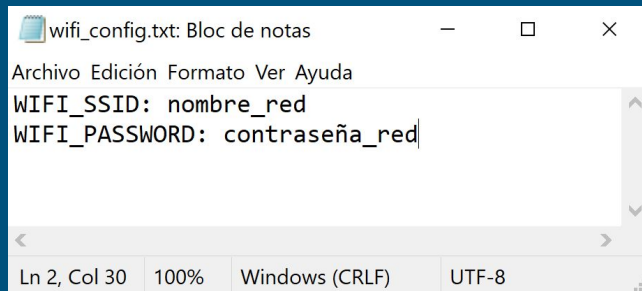 wifi_config.txt: Bloc de notas
Archivo Edición Formato Ver Ayuda
WIFI_SSID: nombre_red
WIFI_PASSWORD: contraseña_red
Ln 2, Col 30 100% Windows (CRLF) UTF-8